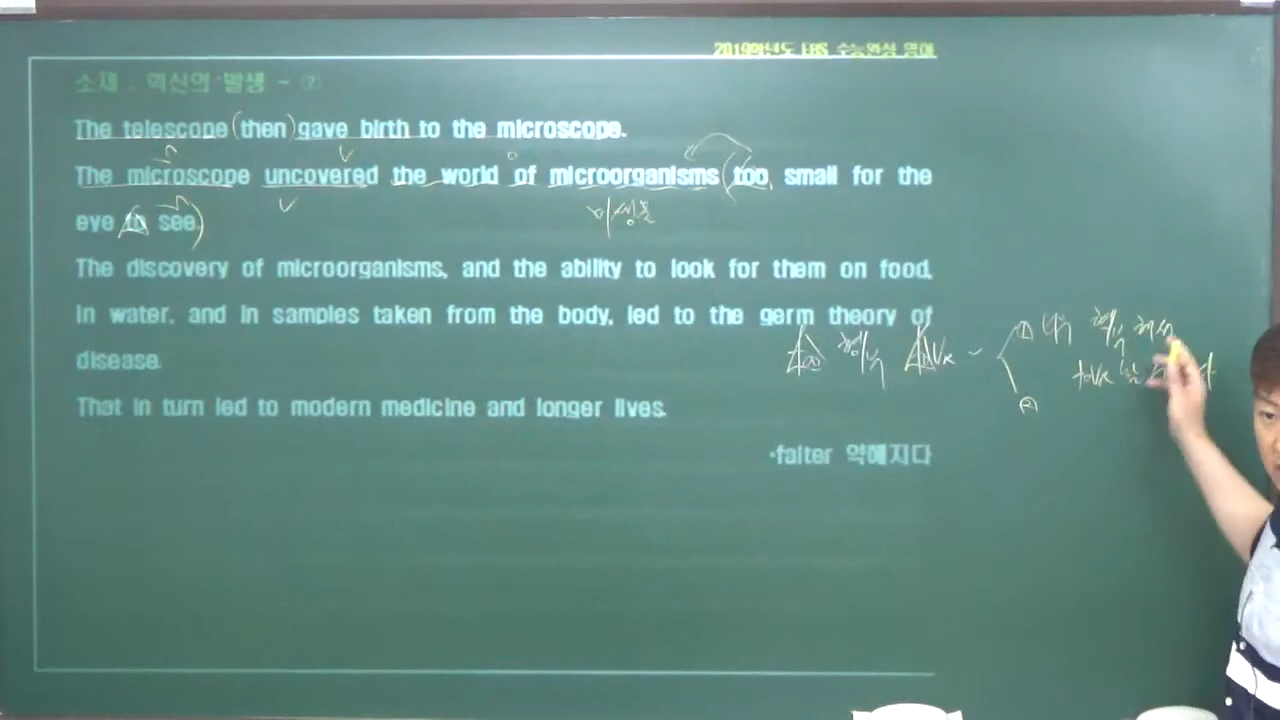 2019학년도 EBS 수능완성 영어
소재 : 혁신의 발생 - ②
The telescope (then) gave birth to the microscope.
The microscope uncovered the world of microorganisms (too small for the
미생물
eye to see)
The discovery of microorganisms, and the ability to look for them on food,
in water, and in samples taken from the body, led to the germ theory of
disease.
That in turn led to modern medicine and longer lives.
*falter 약해지다